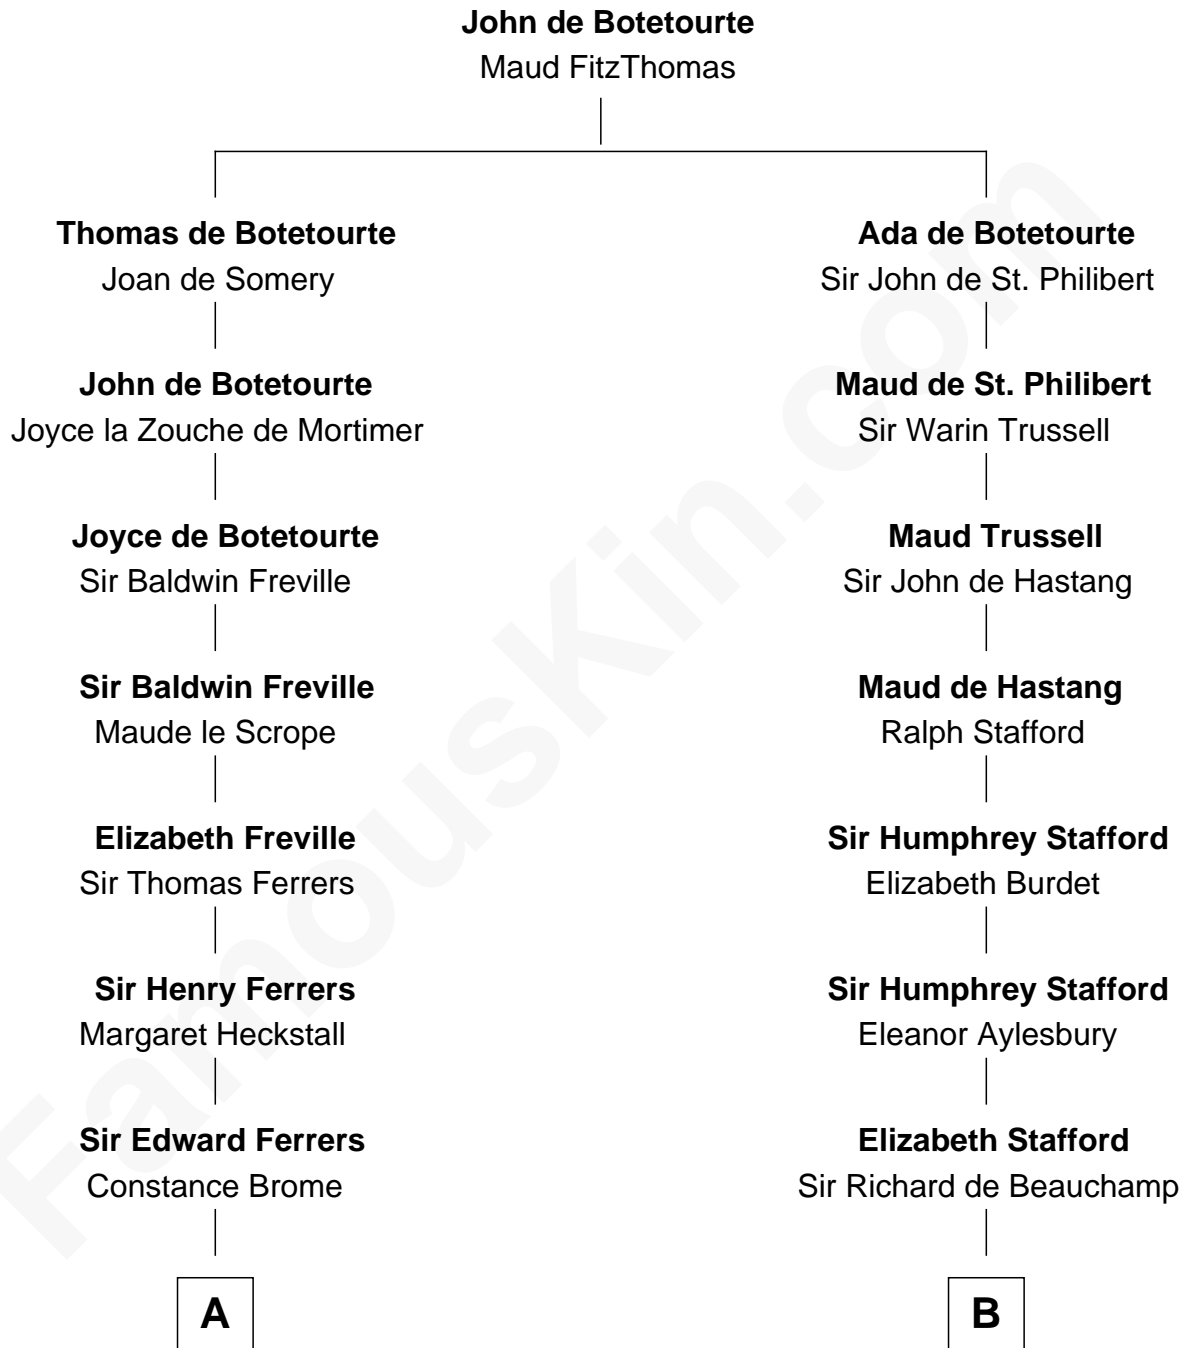 John de Botetourte
Maud FitzThomas
Thomas de Botetourte
Joan de Somery
Ada de Botetourte
Sir John de St. Philibert
John de Botetourte
Joyce la Zouche de Mortimer
Maud de St. Philibert
Sir Warin Trussell
Joyce de Botetourte
Sir Baldwin Freville
Maud Trussell
Sir John de Hastang
Sir Baldwin Freville
Maude le Scrope
Maud de Hastang
Ralph Stafford
Elizabeth Freville
Sir Thomas Ferrers
Sir Humphrey Stafford
Elizabeth Burdet
Sir Henry Ferrers
Margaret Heckstall
Sir Humphrey Stafford
Eleanor Aylesbury
Sir Edward Ferrers
Constance Brome
Elizabeth Stafford
Sir Richard de Beauchamp
A
B
FamousKin.com